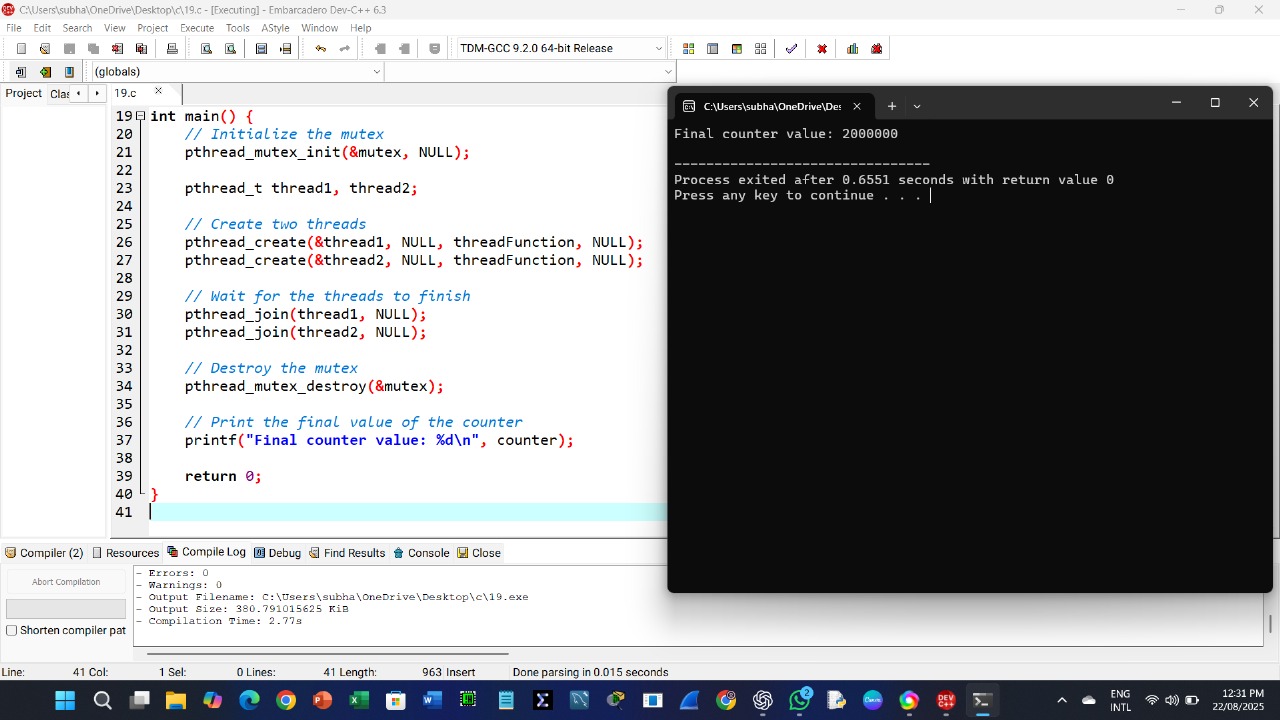 C:\Users\subha\OneDrive\Desktop\c\19.c - [Executing] - Embarcadero Dev-C++ 6.3
File Edit Search View Project Execute Tools AStyle Window Help
TDM-GCC 9.2.0 64-bit Release
(globals)
Project Clas 19.c
19 int main() {
20 // Initialize the mutex
21 pthread_mutex_init(&mutex, NULL);
22
23 pthread_t thread1, thread2;
24
25 // Create two threads
26 pthread_create(&thread1, NULL, threadFunction, NULL);
27 pthread_create(&thread2, NULL, threadFunction, NULL);
28
29 // Wait for the threads to finish
30 pthread_join(thread1, NULL);
31 pthread_join(thread2, NULL);
32
33 // Destroy the mutex
34 pthread_mutex_destroy(&mutex);
35
36 // Print the final value of the counter
37 printf("Final counter value: %d\n", counter);
38
39 return 0;
40 }
41
C:\Users\subha\OneDrive\Des
Final counter value: 2000000
--------------------------------
Process exited after 0.6551 seconds with return value 0
Press any key to continue . . .
Compiler (2) Resources Compile Log Debug Find Results Console Close
Abort Compilation
Shorten compiler pat
- Errors: 0
- Warnings: 0
- Output Filename: C:\Users\subha\OneDrive\Desktop\c\19.exe
- Output Size: 380.791015625 KiB
- Compilation Time: 2.77s
Line: 41 Col: 1 Sel: 0 Lines: 41 Length: 963 Insert Done parsing in 0.015 seconds
2
DEV C++
ENG
INTL
12:31 PM
22/08/2025